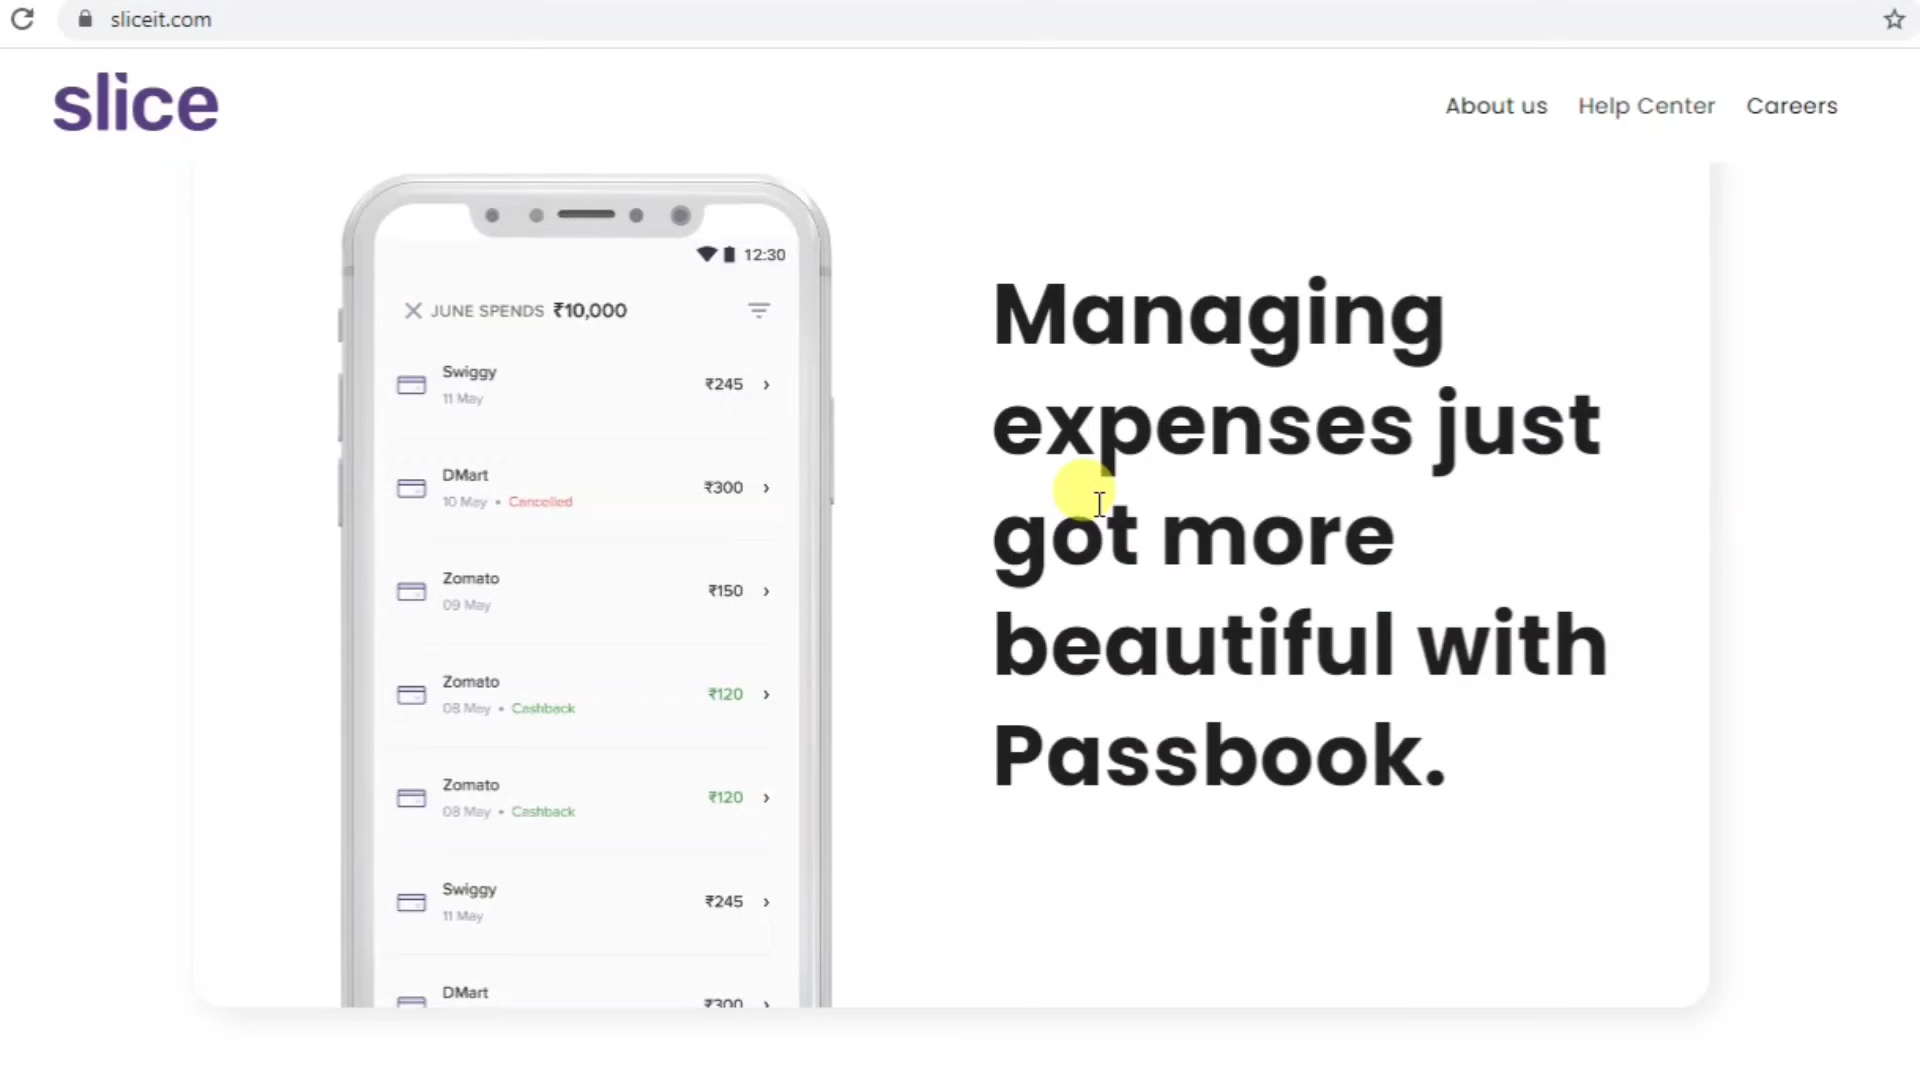 sliceit.com
slice
About us Help Center Careers
12:30
JUNE SPENDS ₹10,000
Swiggy
₹245
11 May
DMart
₹300
10 May • Cancelled
Zomato
₹150
09 May
Zomato
₹120
08 May • Cashback
Zomato
₹120
08 May • Cashback
Swiggy
₹245
11 May
DMart
₹300
Managing
expenses just
got more
beautiful with
Passbook.